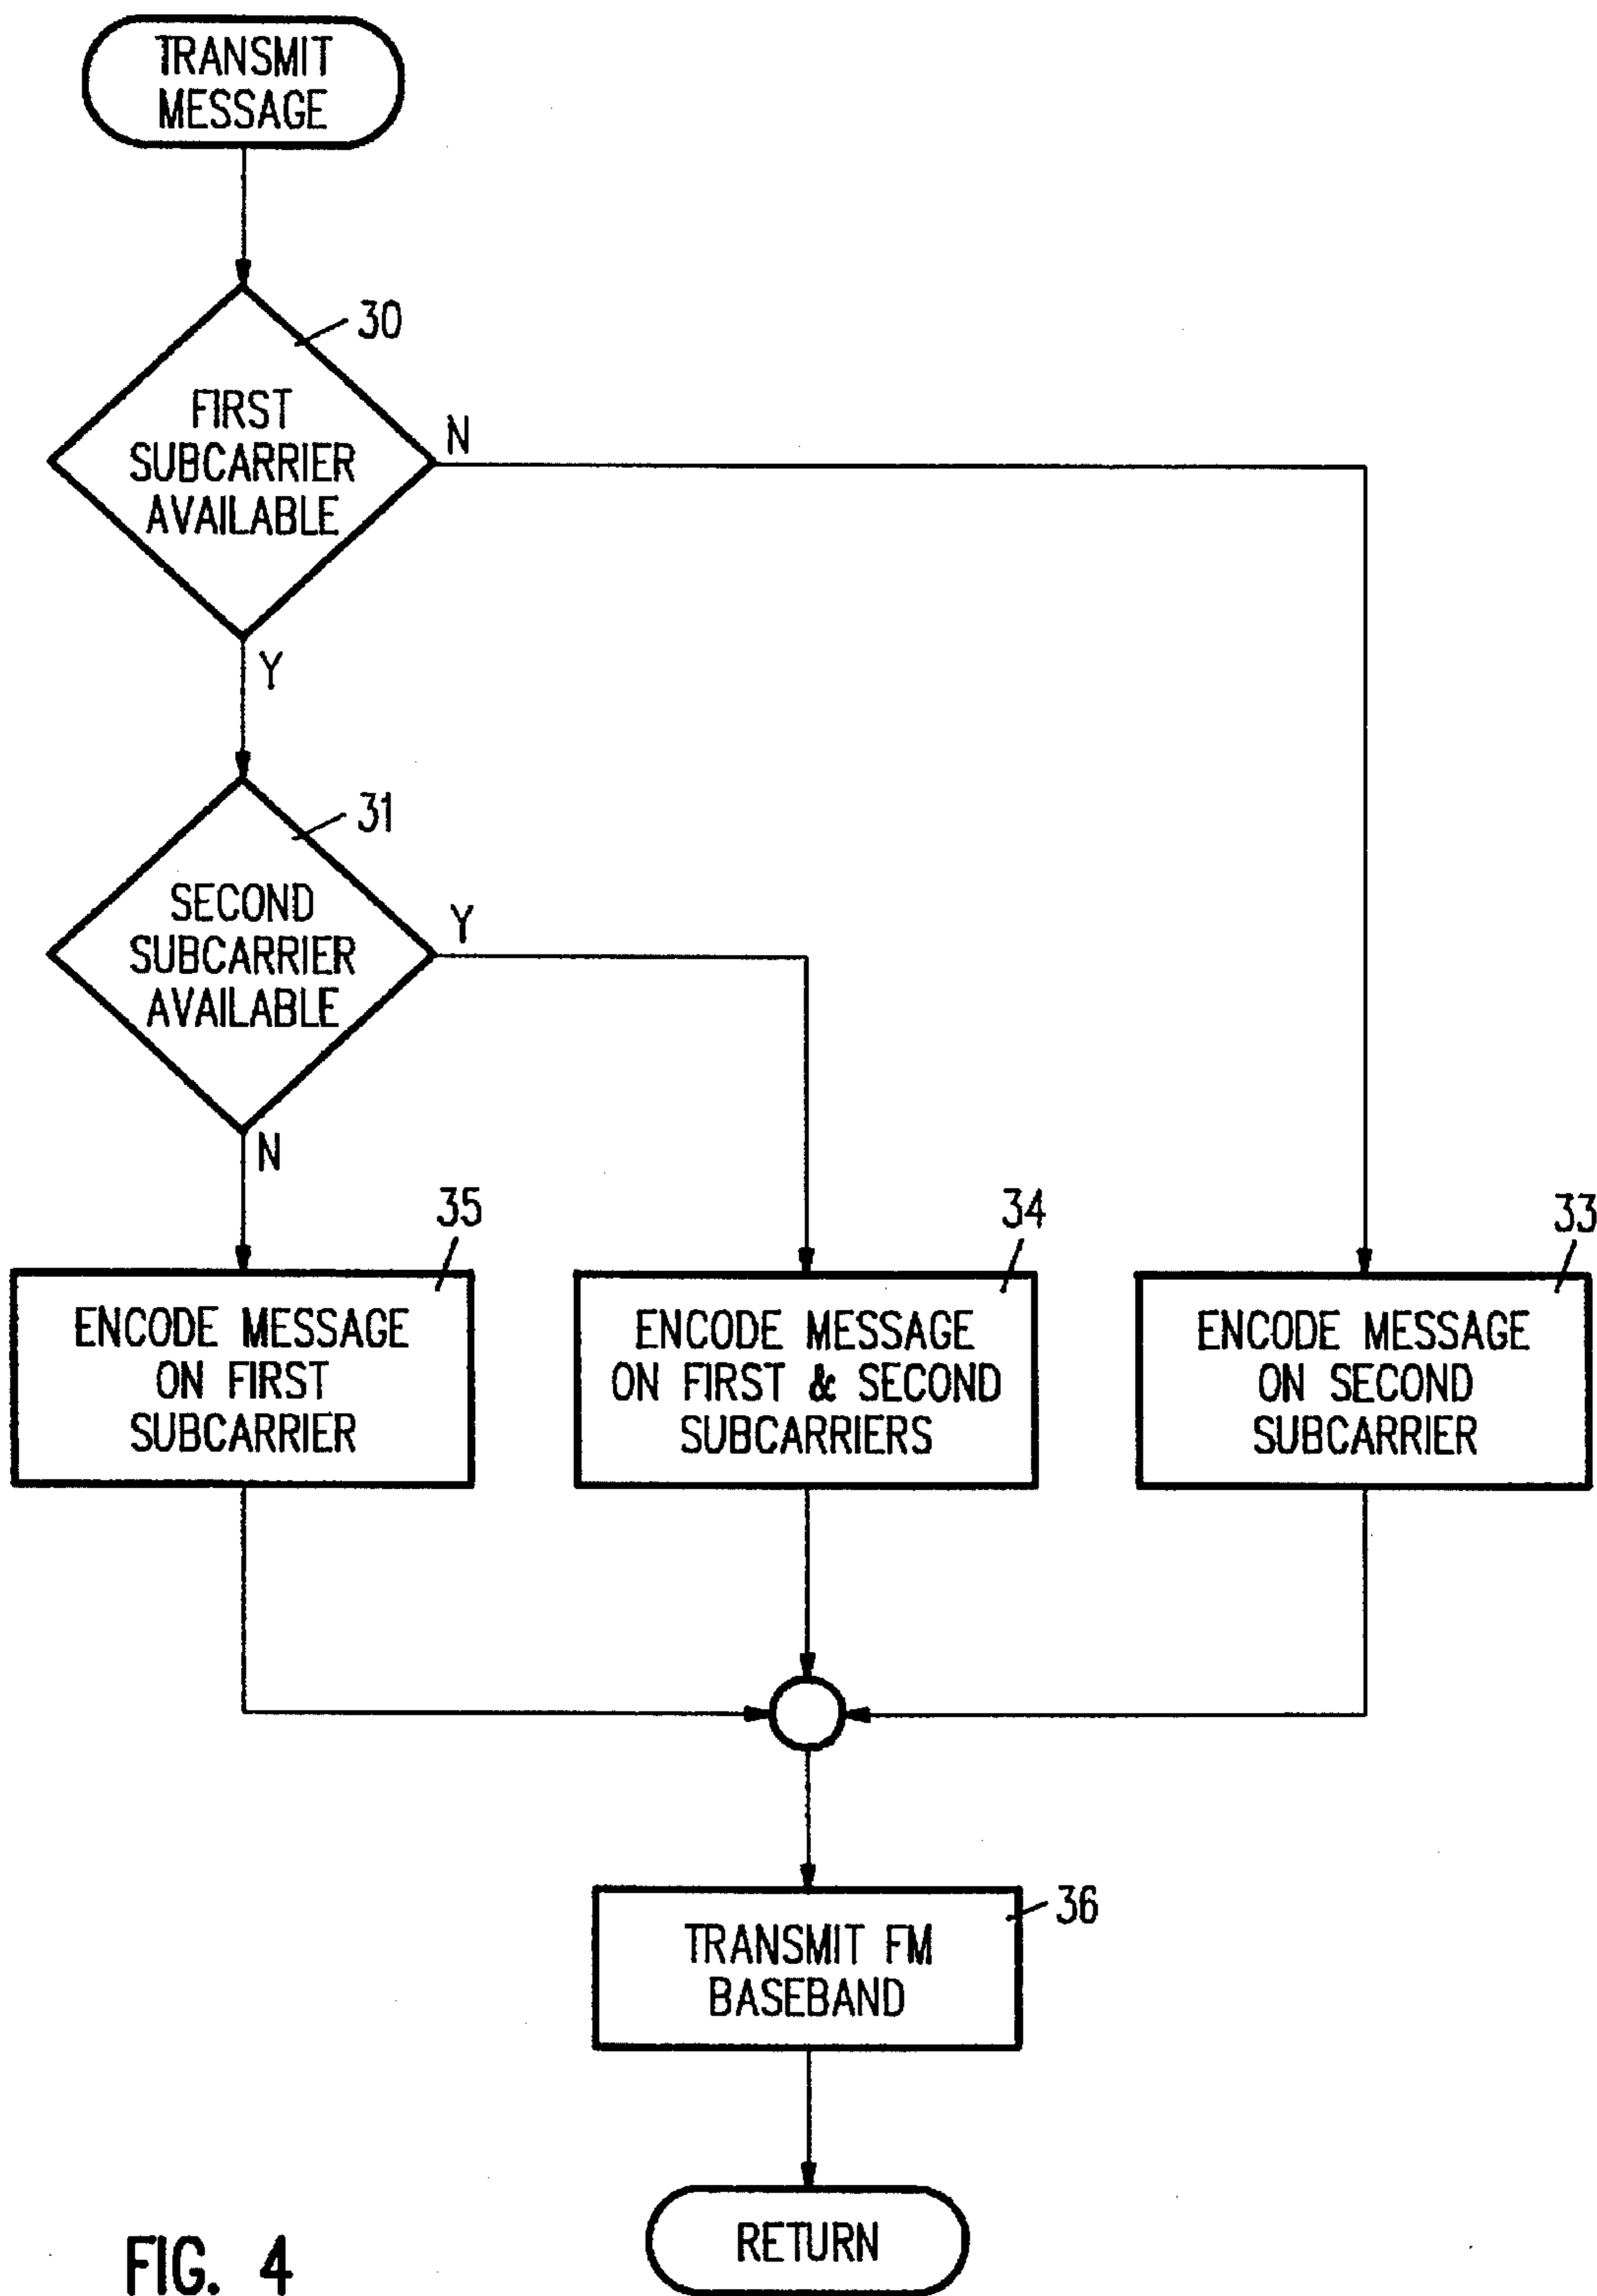 TRANSMIT
MESSAGE
30
FIRST
SUBCARRIER
AVAILABLE
N
Y
31
SECOND
SUBCARRIER
AVAILABLE
Y
N
35
ENCODE MESSAGE
ON FIRST
SUBCARRIER
34
ENCODE MESSAGE
ON FIRST & SECOND
SUBCARRIERS
33
ENCODE MESSAGE
ON SECOND
SUBCARRIER
36
TRANSMIT FM
BASEBAND
RETURN
FIG. 4